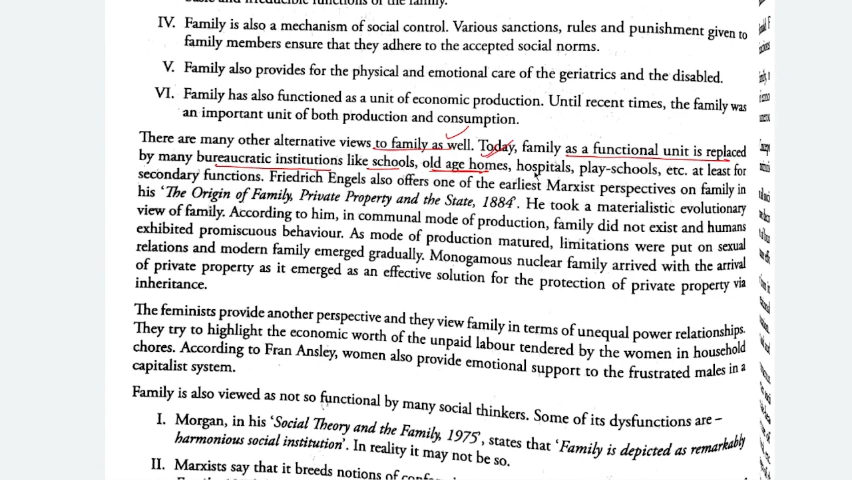 IV. Family is also a mechanism of social control. Various sanctions, rules and punishment given to
family members ensure that they adhere to the accepted social norms.
V. Family also provides for the physical and emotional care of the geriatrics and the disabled.
VI. Family has also functioned as a unit of economic production. Until recent times, the family was
an important unit of both production and consumption.
There are many other alternative views to family as well. Today, family as a functional unit is replaced
by many bureaucratic institutions like schools, old age homes, hospitals, play-schools, etc. at least for
secondary functions. Friedrich Engels also offers one of the earliest Marxist perspectives on family in
his 'The Origin of Family, Private Property and the State, 1884'. He took a materialistic evolutionary
view of family. According to him, in communal mode of production, family did not exist and humans
exhibited promiscuous behaviour. As mode of production matured, limitations were put on sexual
relations and modern family emerged gradually. Monogamous nuclear family arrived with the arrival
of private property as it emerged as an effective solution for the protection of private property via
inheritance.
The feminists provide another perspective and they view family in terms of unequal power relationships.
They try to highlight the economic worth of the unpaid labour tendered by the women in household
chores. According to Fran Ansley, women also provide emotional support to the frustrated males in a
capitalist system.
Family is also viewed as not so functional by many social thinkers. Some of its dysfunctions are –
I. Morgan, in his 'Social Theory and the Family, 1975', states that 'Family is depicted as remarkably
harmonious social institution'. In reality it may not be so.
II. Marxists say that it breeds notions of